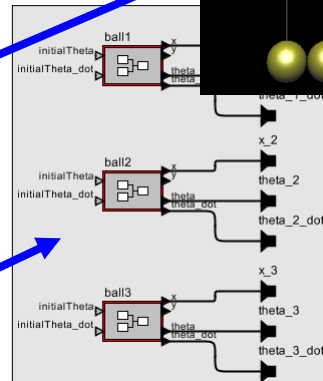 ball1
initialTheta
initialTheta_dot
x
y
theta
theta_dot
theta_1_dot
ball2
initialTheta
initialTheta_dot
x
y
theta
theta_dot
x_2
theta_2
theta_2_dot
ball3
initialTheta
initialTheta_dot
x
y
theta
theta_dot
x_3
theta_3
theta_3_dot